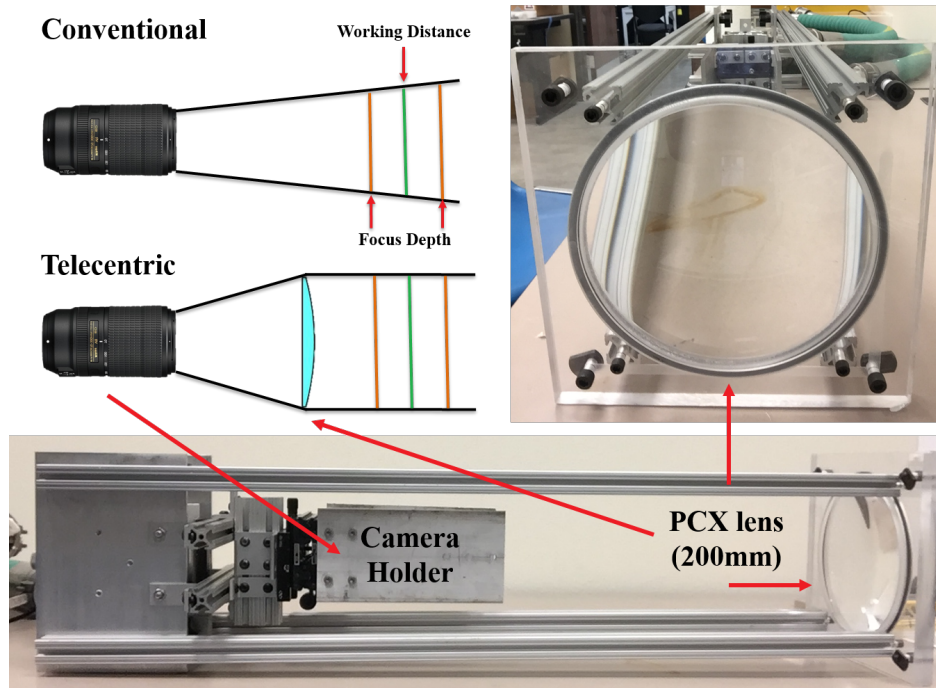 Conventional
Working Distance
Focus Depth
Telecentric
Camera
Holder
PCX lens
(200mm)